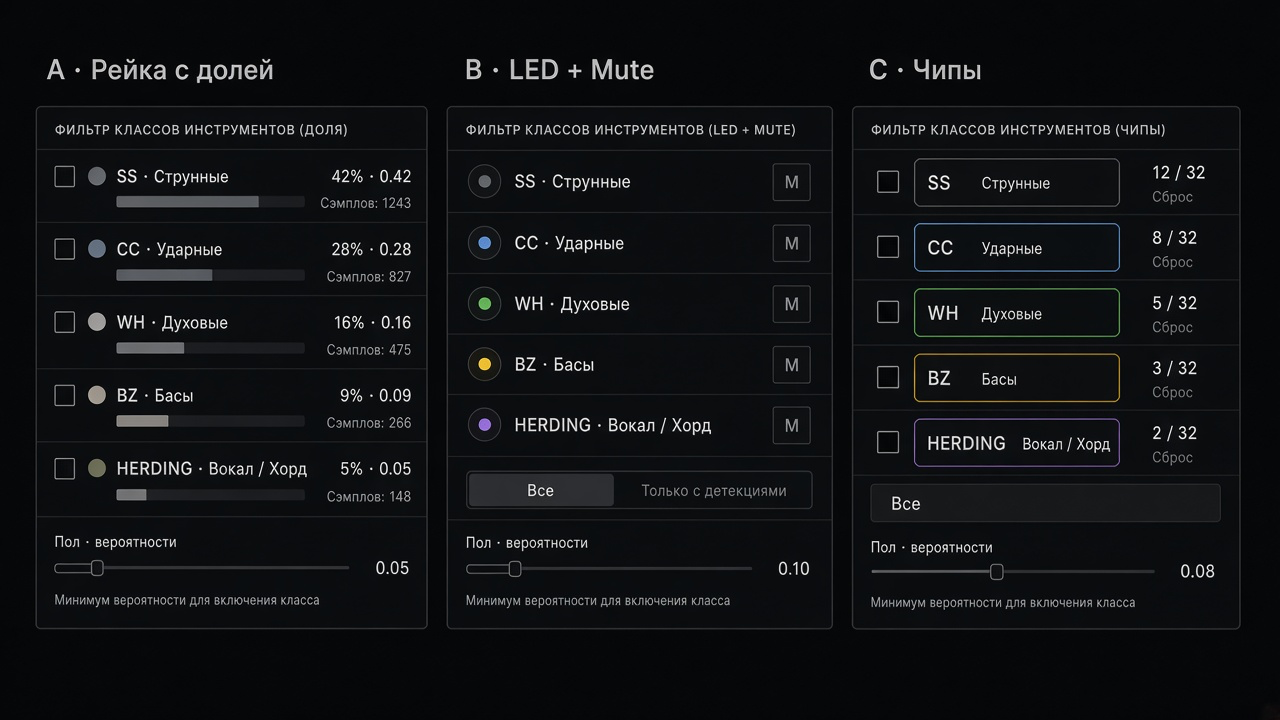 A · Рейка с долей
ФИЛЬТР КЛАССОВ ИНСТРУМЕНТОВ (ДОЛЯ)
SS · Струнные 42% · 0.42
Сэмплов: 1243
CC · Ударные 28% · 0.28
Сэмплов: 827
WH · Духовые 16% · 0.16
Сэмплов: 475
BZ · Басы 9% · 0.09
Сэмплов: 266
HERDING · Вокал / Хорд 5% · 0.05
Сэмплов: 148
Пол · вероятности
0.05
Минимум вероятности для включения класса
B · LED + Mute
ФИЛЬТР КЛАССОВ ИНСТРУМЕНТОВ (LED + MUTE)
SS · Струнные M
CC · Ударные M
WH · Духовые M
BZ · Басы M
HERDING · Вокал / Хорд M
Все Только с детекциями
Пол · вероятности
0.10
Минимум вероятности для включения класса
C · Чипы
ФИЛЬТР КЛАССОВ ИНСТРУМЕНТОВ (ЧИПЫ)
SS Струнные 12 / 32
Сброс
CC Ударные 8 / 32
Сброс
WH Духовые 5 / 32
Сброс
BZ Басы 3 / 32
Сброс
HERDING Вокал / Хорд 2 / 32
Сброс
Все
Пол · вероятности
0.08
Минимум вероятности для включения класса